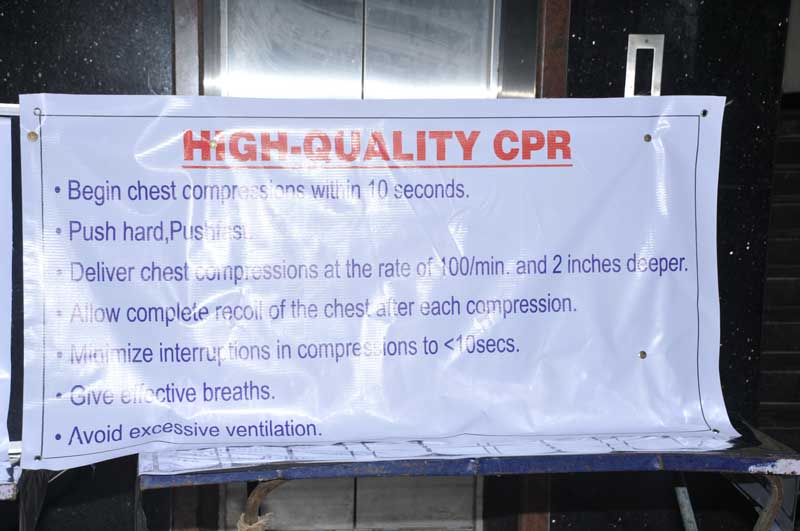 HIGH-QUALITY CPR
• Begin chest compressions within 10 seconds.
• Push hard,Pushfast.
• Deliver chest compressions at the rate of 100/min. and 2 inches deeper.
• Allow complete recoil of the chest after each compression.
• Minimize interruptions in compressions to <10secs.
• Give effective breaths.
• Avoid excessive ventilation.